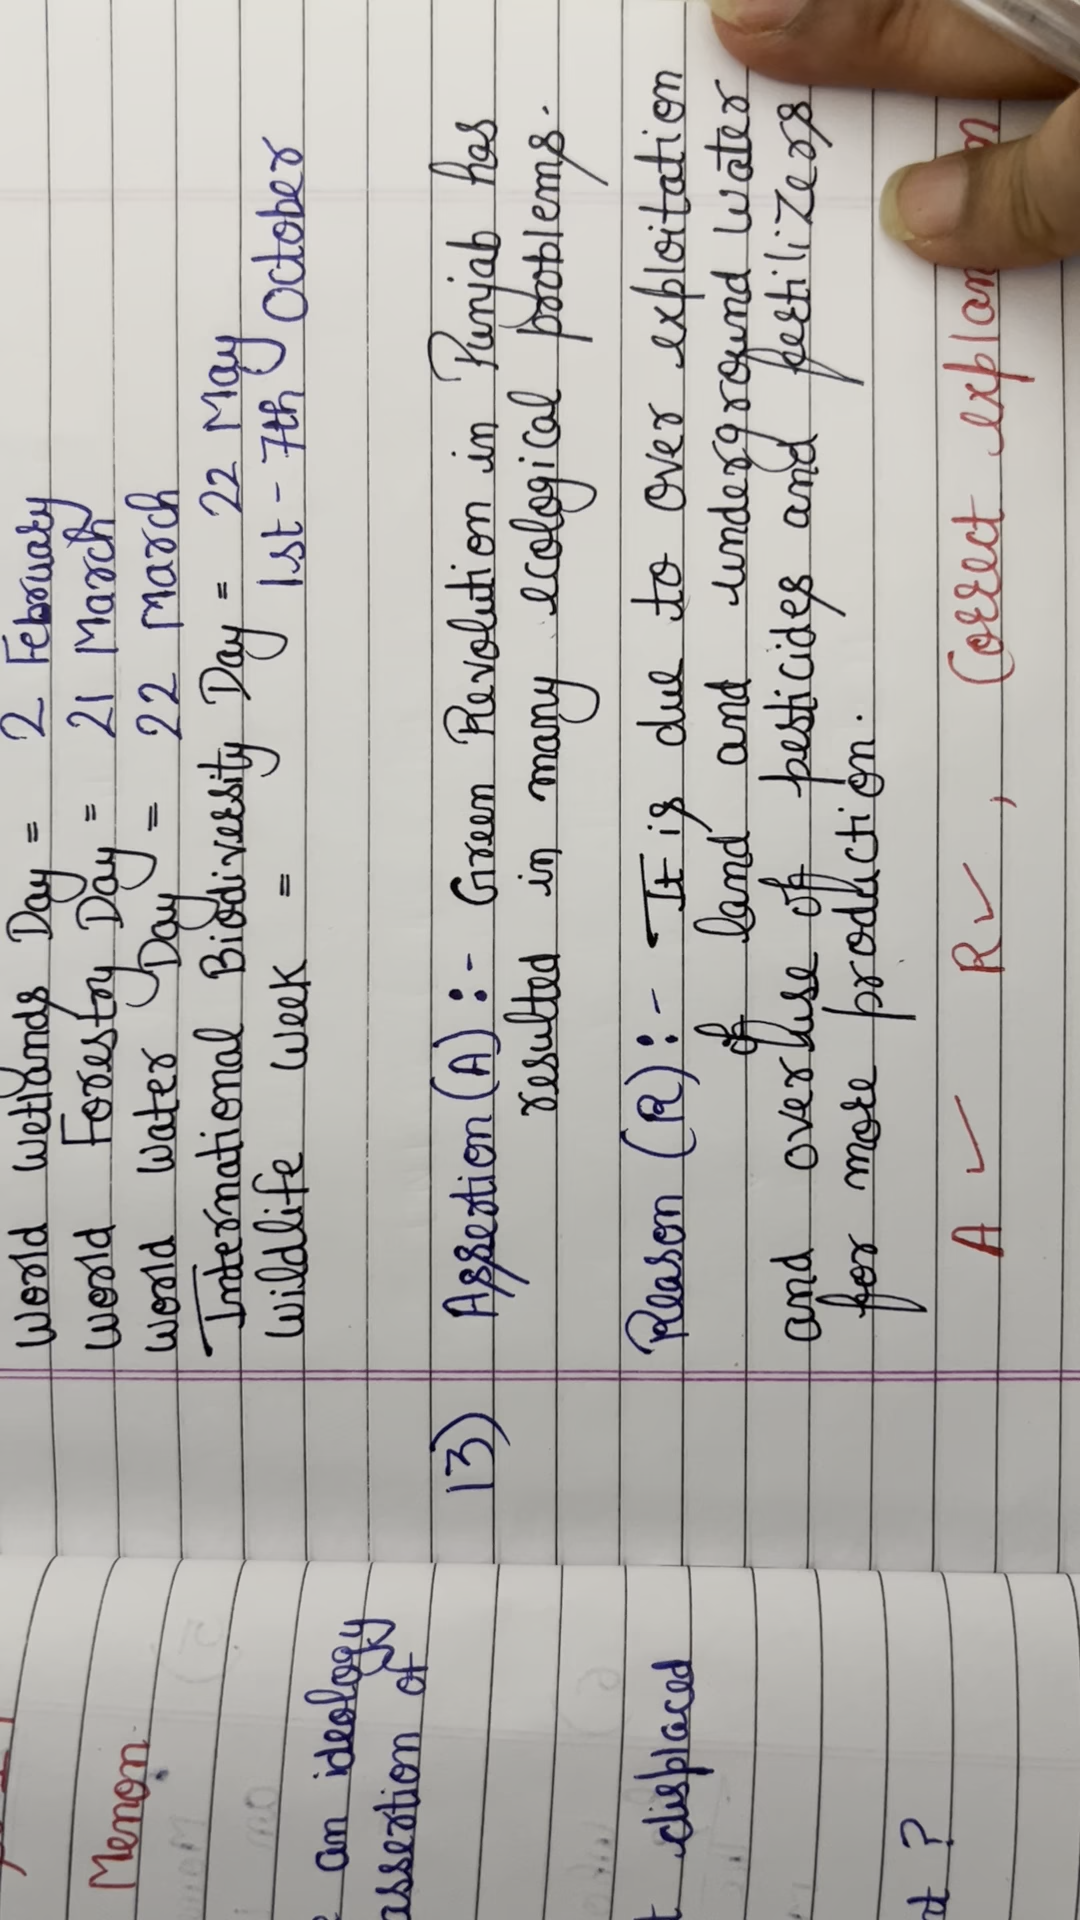 World Wetlands Day = 2 February
World Forestry Day = 21 March
World Water Day = 22 March
International Biodiversity Day = 22 May
Wildlife Week = 1st - 7th October
13) Assertion (A) :- Green Revolution in Punjab has
resulted in many ecological problems.
Reason (R) :- It is due to over exploitation
of land and underground water
and overuse of pesticides and fertilizers
for more production.
A ✓ R ✓ , Correct
Menon
an ideology
assertion of
displaced
?